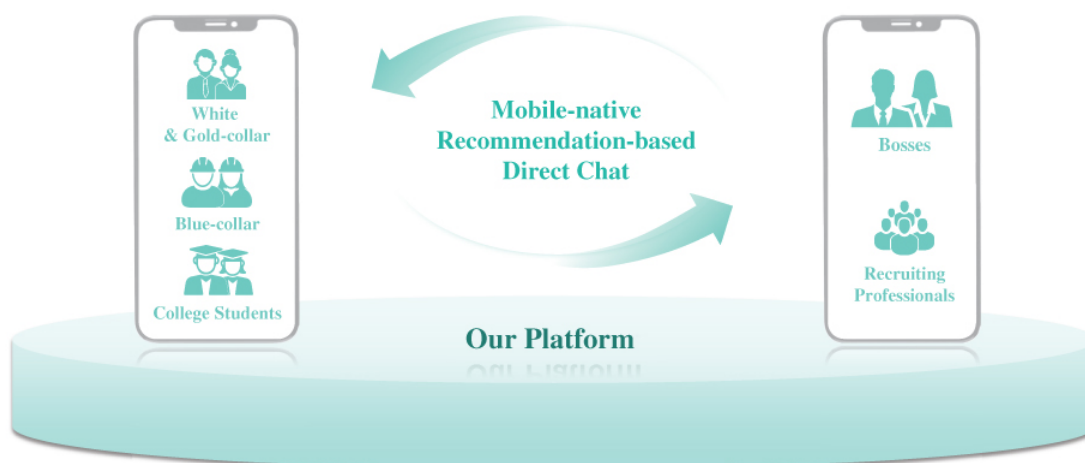 White
& Gold-collar
Blue-collar
College Students
Mobile-native
Recommendation-based
Direct Chat
Bosses
Recruiting
Professionals
Our Platform